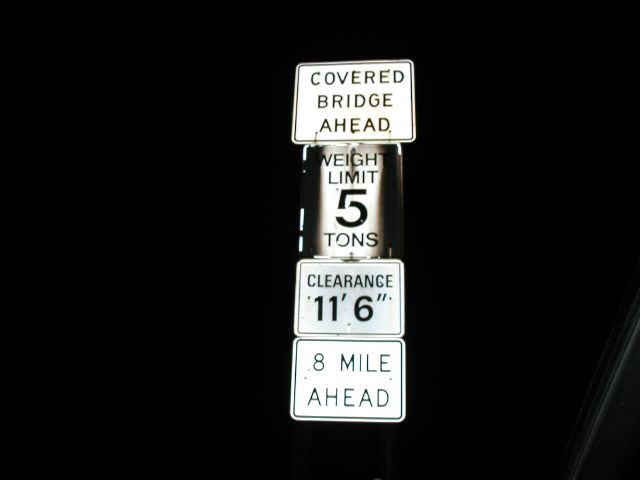 COVERED
BRIDGE
AHEAD
WEIGHT
LIMIT
5
TONS
CLEARANCE
11' 6"
.8 MILE
AHEAD